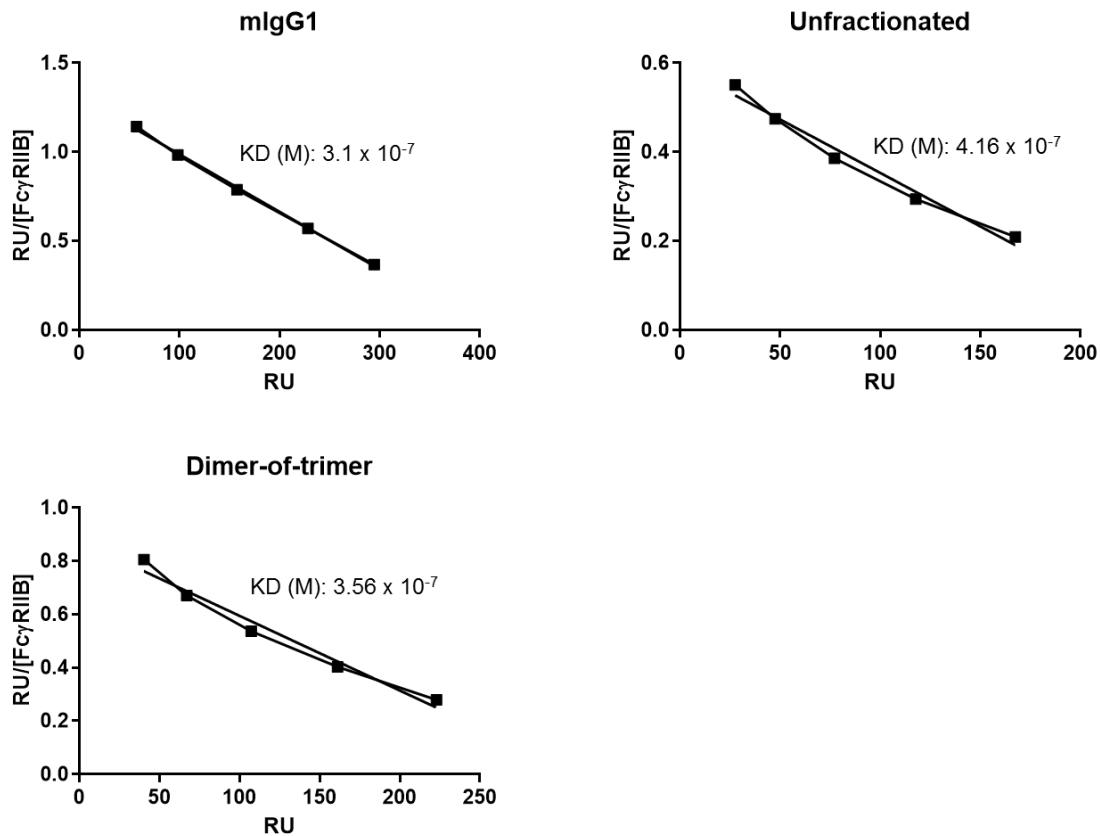 mIgG1
1.5
1.0
0.5
0.0
RU/[FcγRIIB]
KD (M): 3.1 x 10⁻⁷
0 100 200 300 400
RU
Unfractionated
0.6
0.4
0.2
0.0
RU/[FcγRIIB]
KD (M): 4.16 x 10⁻⁷
0 50 100 150 200
RU
Dimer-of-trimer
1.0
0.8
0.6
0.4
0.2
0.0
RU/[FcγRIIB]
KD (M): 3.56 x 10⁻⁷
0 50 100 150 200 250
RU